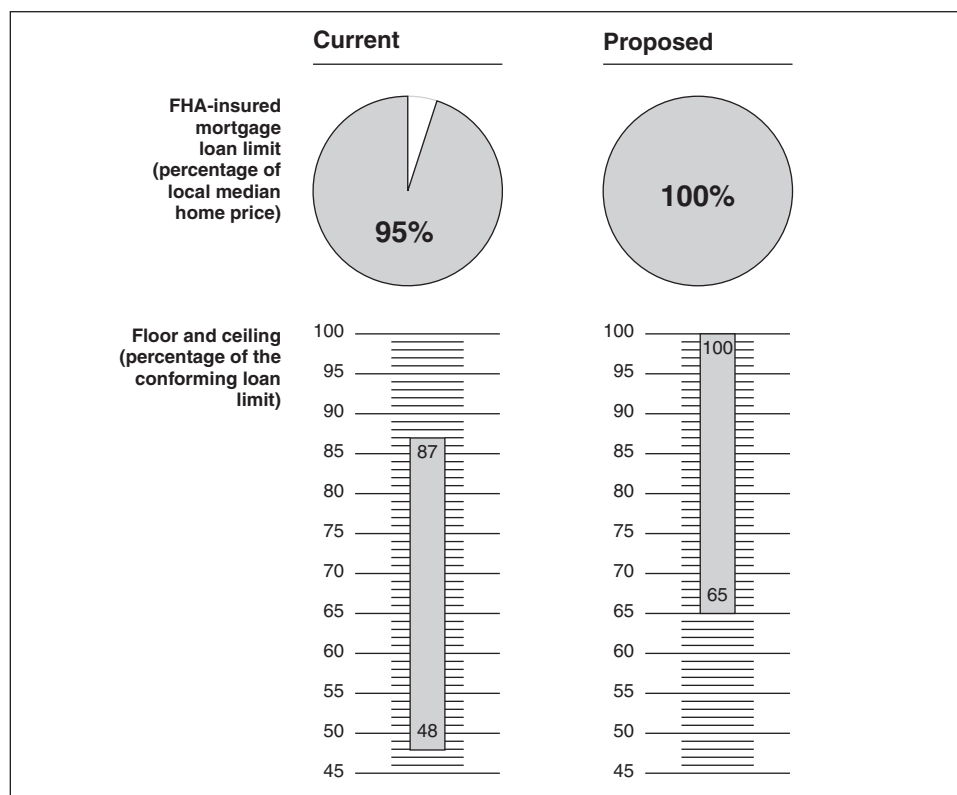 Current
Proposed
FHA-insured
mortgage
loan limit
(percentage of
local median
home price)
95%
100%
Floor and ceiling
(percentage of the
conforming loan
limit)
100
95
90
85
80
75
70
65
60
55
50
45
87
48
100
95
90
85
80
75
70
65
60
55
50
45
100
65